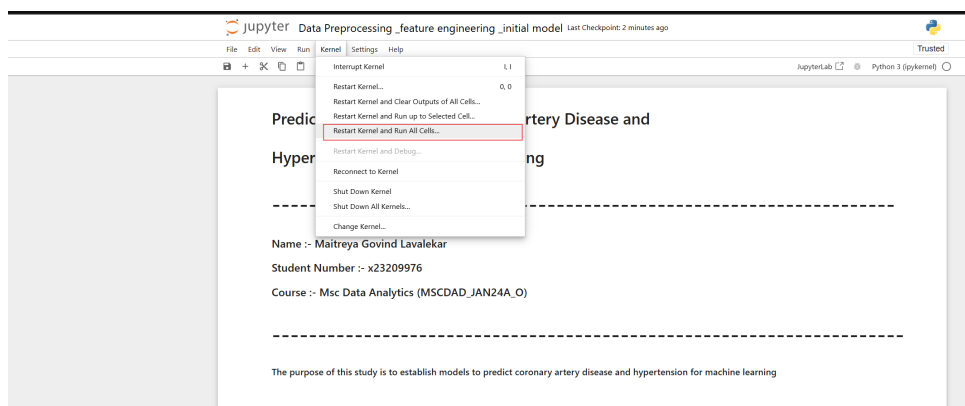 jupyter Data Preprocessing _feature engineering _initial model Last Checkpoint: 2 minutes ago
File Edit View Run Kernel Settings Help Trusted
JupyterLab Python 3 (ipykernel)
Interrupt Kernel I, I
Restart Kernel... 0, 0
Restart Kernel and Clear Outputs of All Cells...
Restart Kernel and Run up to Selected Cell...
Restart Kernel and Run All Cells...
Restart Kernel and Debug...
Reconnect to Kernel
Shut Down Kernel
Shut Down All Kernels...
Change Kernel...
Predic rtery Disease and
Hyper ng
Name :- Maitreya Govind Lavalekar
Student Number :- x23209976
Course :- Msc Data Analytics (MSCDAD_JAN24A_O)
The purpose of this study is to establish models to predict coronary artery disease and hypertension for machine learning